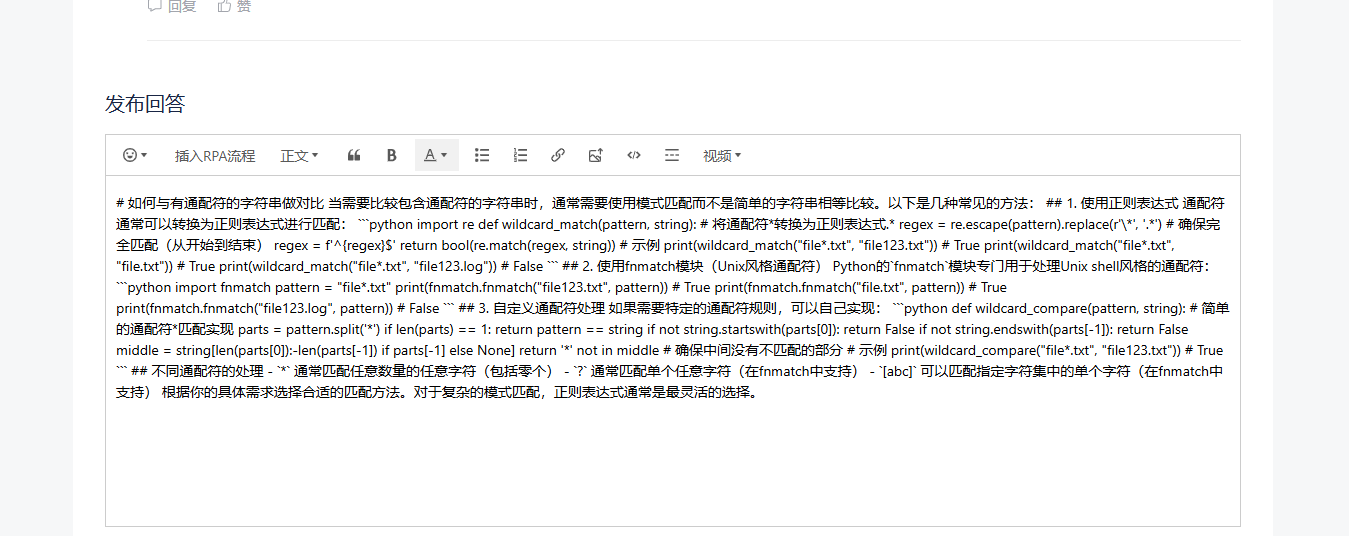 回复 赞
发布回答
插入RPA流程 正文 B A 视频
# 如何与有通配符的字符串做对比 当需要比较包含通配符的字符串时，通常需要使用模式匹配而不是简单的字符串相等比较。以下是几种常见的方法： ## 1. 使用正则表达式 通配符
通常可以转换为正则表达式进行匹配： ```python import re def wildcard_match(pattern, string): # 将通配符*转换为正则表达式.* regex = re.escape(pattern).replace(r'\*', '.*') # 确保完
全匹配（从开始到结束） regex = f'^{regex}$' return bool(re.match(regex, string)) # 示例 print(wildcard_match("file*.txt", "file123.txt")) # True print(wildcard_match("file*.txt",
"file.txt")) # True print(wildcard_match("file*.txt", "file123.log")) # False ``` ## 2. 使用fnmatch模块（Unix风格通配符） Python的`fnmatch`模块专门用于处理Unix shell风格的通配符：
```python import fnmatch pattern = "file*.txt" print(fnmatch.fnmatch("file123.txt", pattern)) # True print(fnmatch.fnmatch("file.txt", pattern)) # True
print(fnmatch.fnmatch("file123.log", pattern)) # False ``` ## 3. 自定义通配符处理 如果需要特定的通配符规则，可以自己实现： ```python def wildcard_compare(pattern, string): # 简单
的通配符*匹配实现 parts = pattern.split('*') if len(parts) == 1: return pattern == string if not string.startswith(parts[0]): return False if not string.endswith(parts[-1]): return False
middle = string[len(parts[0]):-len(parts[-1]) if parts[-1] else None] return '*' not in middle # 确保中间没有不匹配的部分 # 示例 print(wildcard_compare("file*.txt", "file123.txt")) # True
``` ## 不同通配符的处理 - `*` 通常匹配任意数量的任意字符（包括零个） - `?` 通常匹配单个任意字符（在fnmatch中支持） - `[abc]` 可以匹配指定字符集中的单个字符（在fnmatch中
支持） 根据你的具体需求选择合适的匹配方法。对于复杂的模式匹配，正则表达式通常是最灵活的选择。